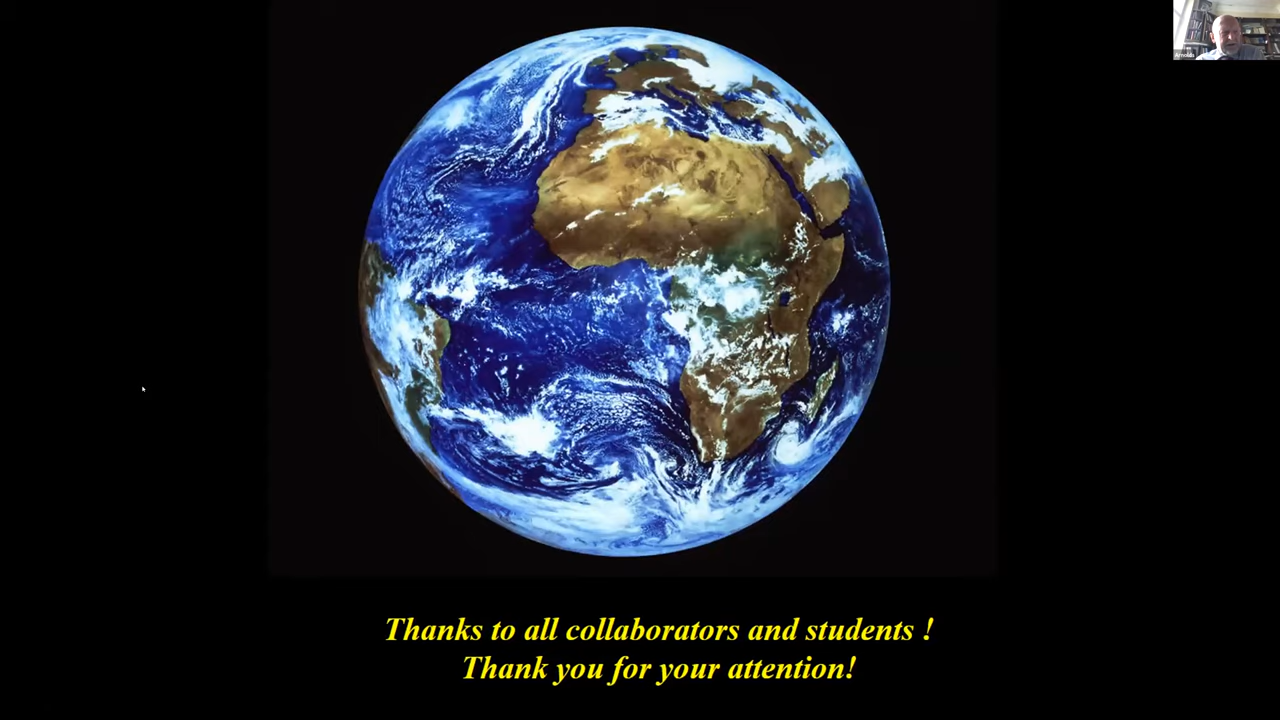 Thanks to all collaborators and students !
Thank you for your attention!